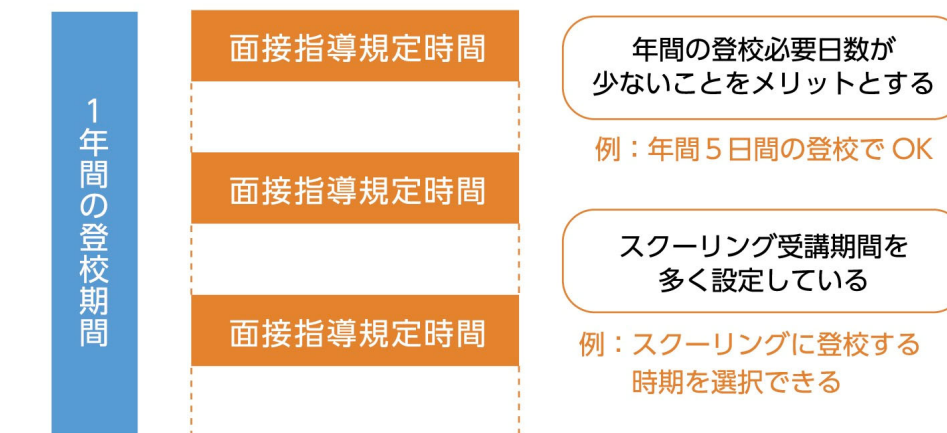 1年間の登校期間
面接指導規定時間
面接指導規定時間
面接指導規定時間
年間の登校必要日数が
少ないことをメリットとする
例：年間5日間の登校でOK
スクーリング受講期間を
多く設定している
例：スクーリングに登校する
時期を選択できる